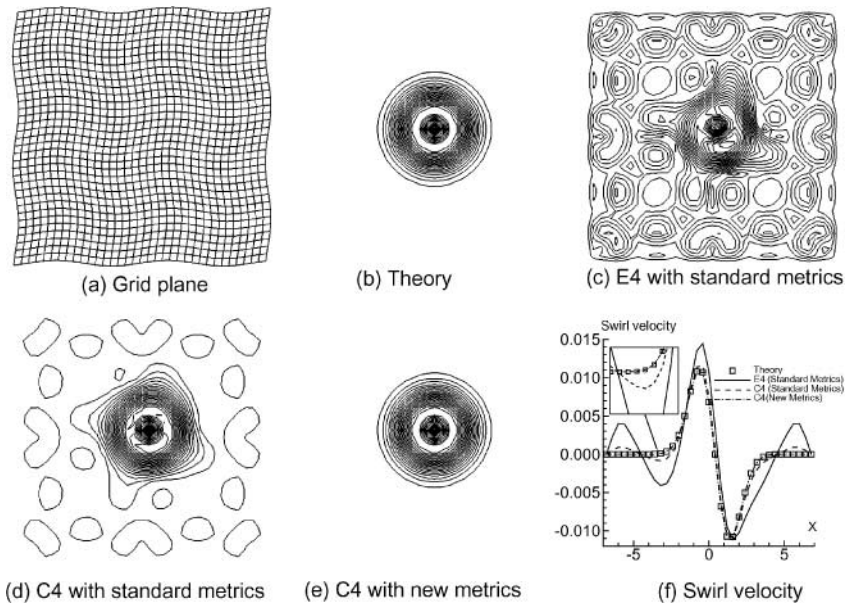 (a) Grid plane
(b) Theory
(c) E4 with standard metrics
(d) C4 with standard metrics
(e) C4 with new metrics
Swirl velocity
0.015
0.010
0.005
0.000
-0.005
-0.010
-5 0 5
X
Theory
E4 (Standard Metrics)
C4 (Standard Metrics)
C4(New Metrics)
(f) Swirl velocity